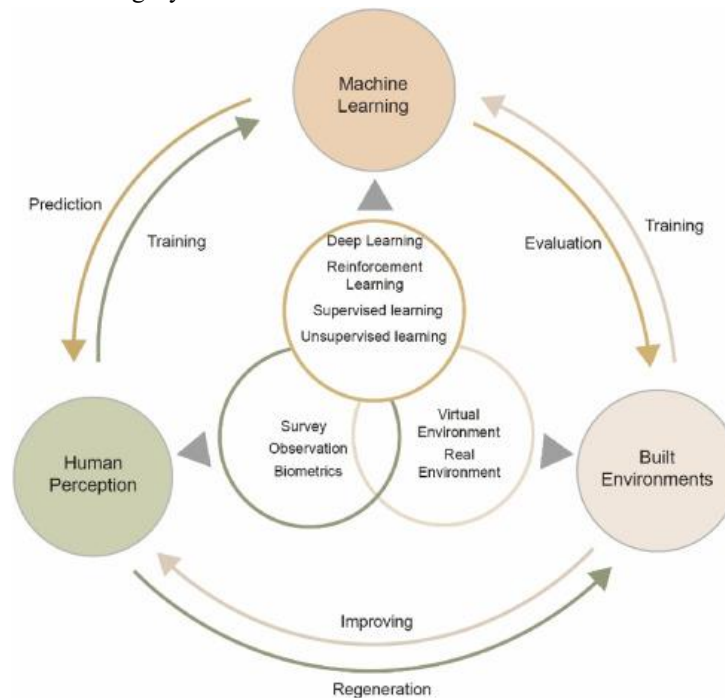 Machine
Learning
Prediction
Training
Evaluation
Training
Deep Learning
Reinforcement
Learning
Supervised learning
Unsupervised learning
Survey
Observation
Biometrics
Virtual
Environment
Real
Environment
Human
Perception
Built
Environments
Improving
Regeneration